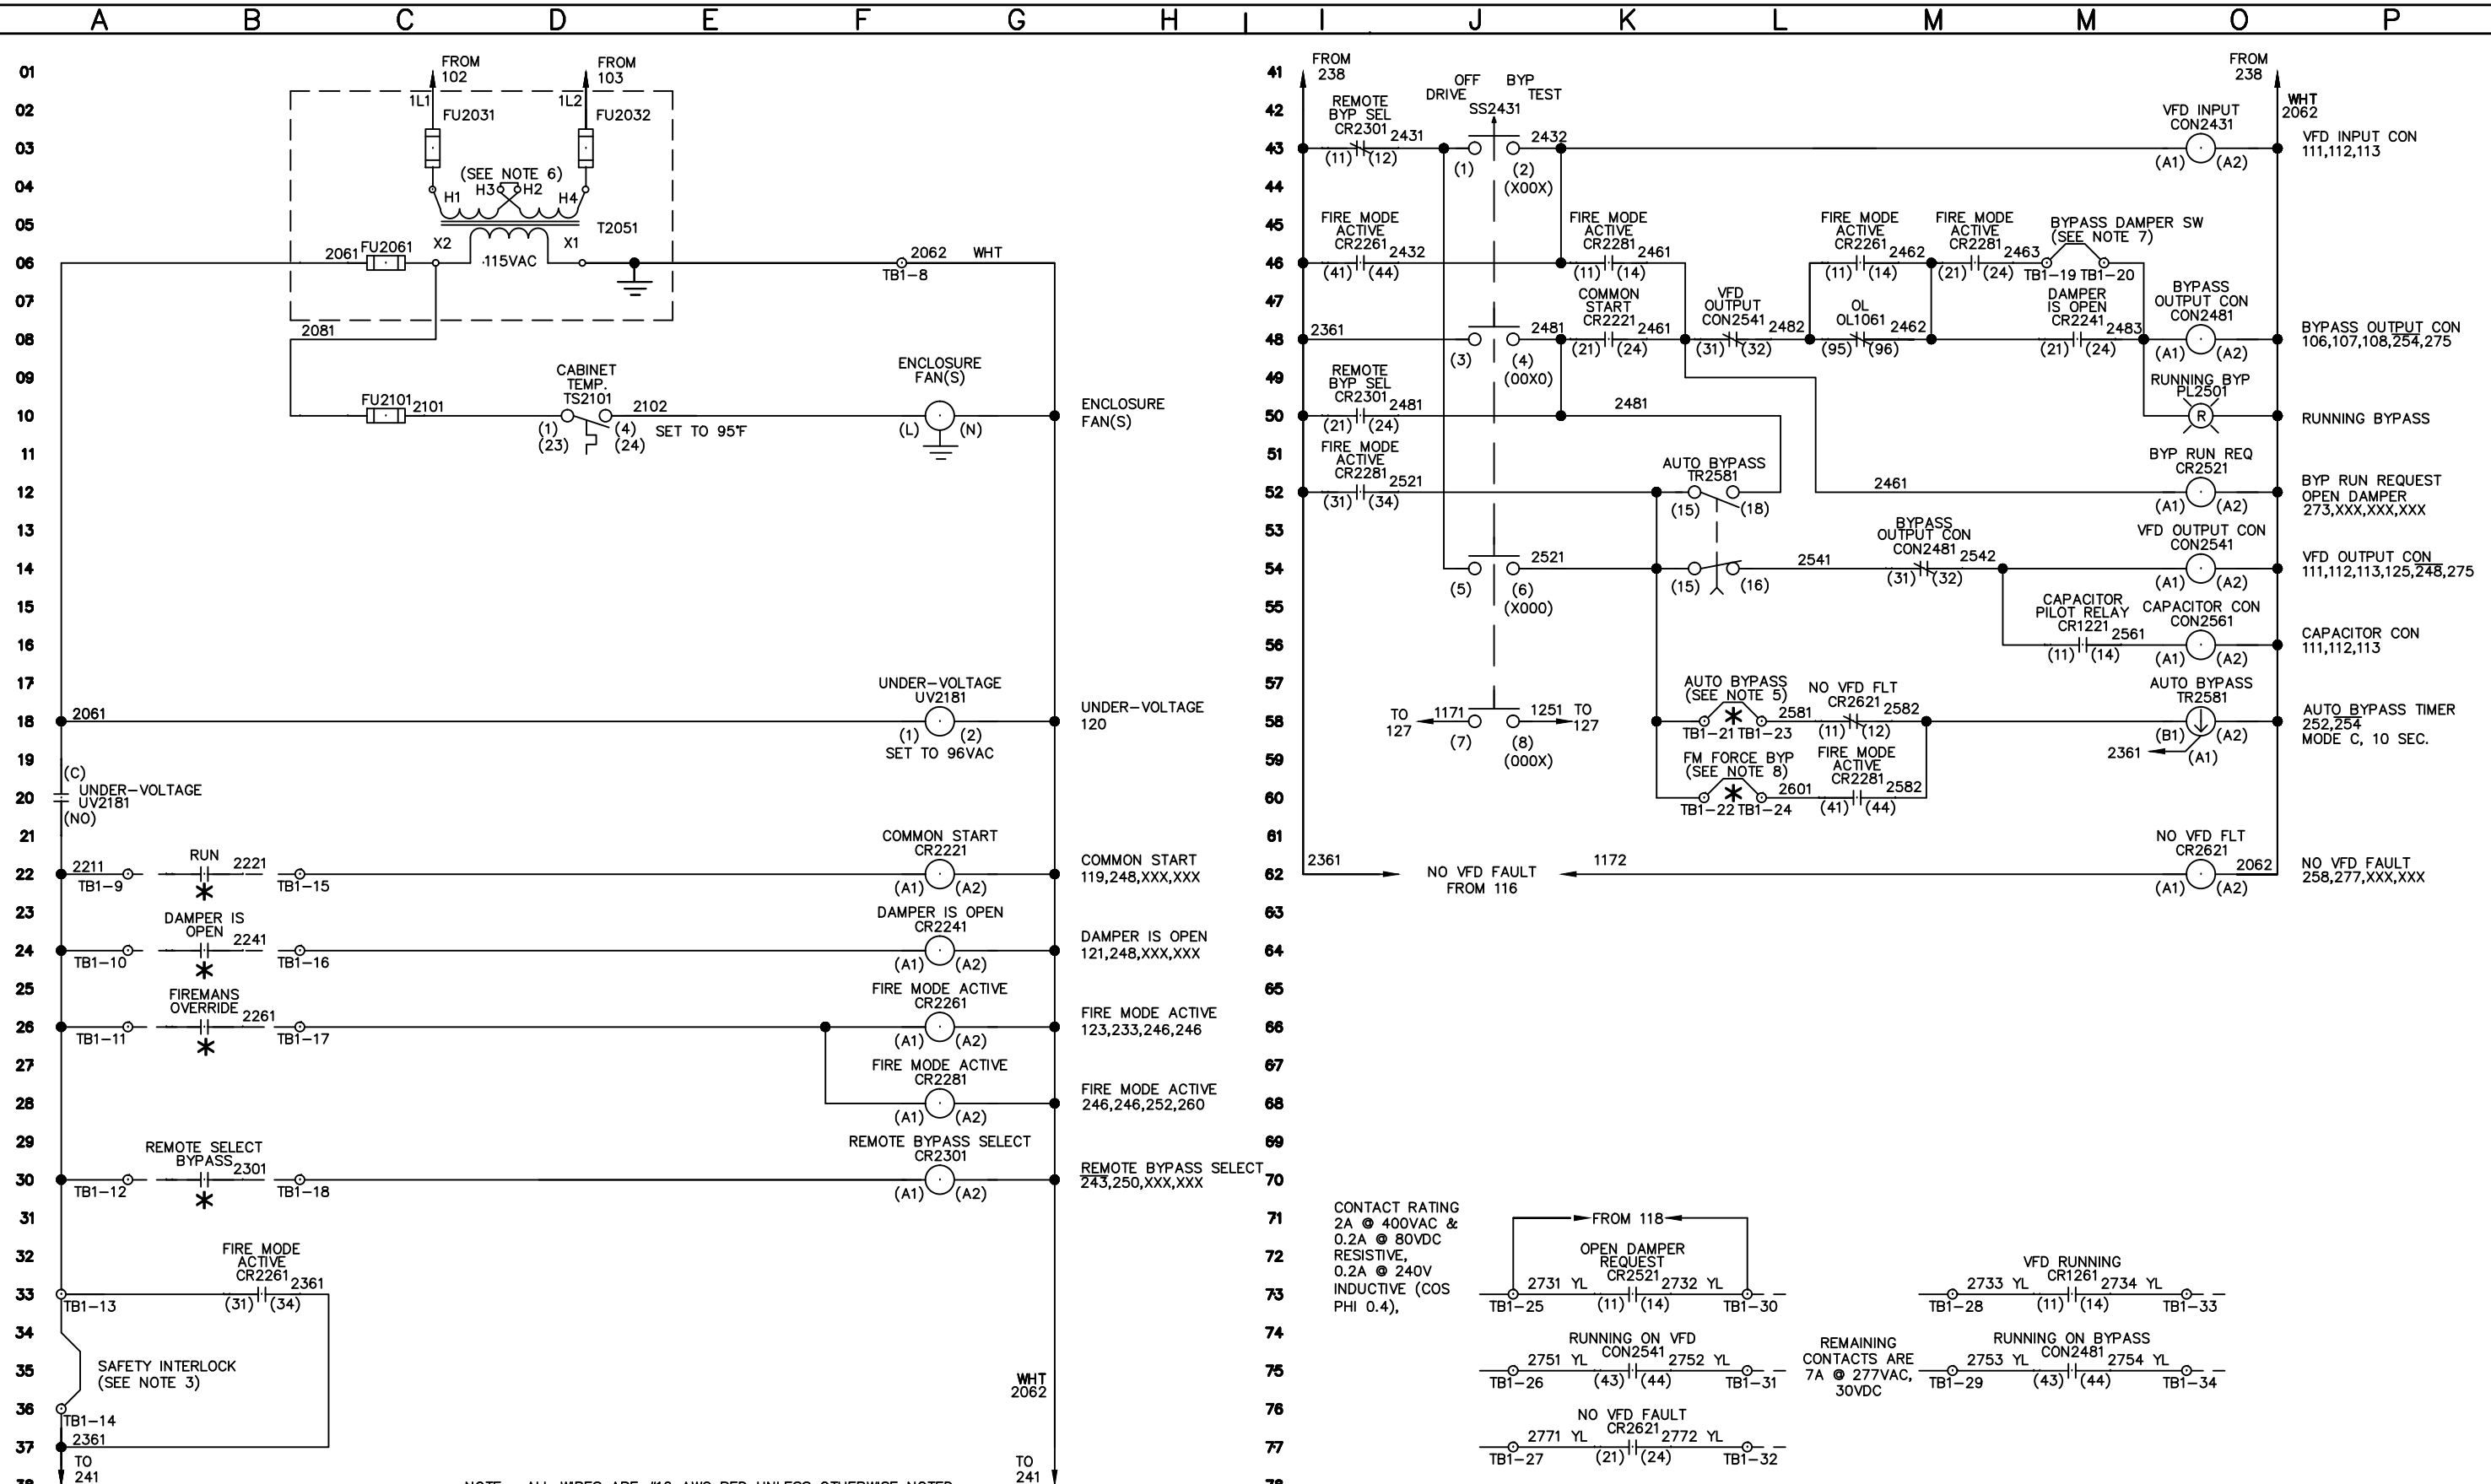 A B C D E F G H I I J K L M M O P
01
FROM
102
FROM
103
1L1
1L2
02
FU2031
FU2032
03
04
(SEE NOTE 6)
H1
H3
H2
H4
05
T2051
2061
FU2061
X2
X1
2062
WHT
06
115VAC
TB1-8
07
2081
08
09
CABINET
TEMP.
TS2101
ENCLOSURE
FAN(S)
10
FU2101
2101
2102
(1)
(23)
(4)
(24)
SET TO 95°F
(L)
(N)
ENCLOSURE
FAN(S)
11
12
13
14
15
16
17
UNDER-VOLTAGE
UV2181
18
2061
(1)
(2)
SET TO 96VAC
UNDER-VOLTAGE
120
19
(C)
UNDER-VOLTAGE
UV2181
20
(NO)
21
COMMON START
CR2221
RUN
22
2211
2221
TB1-9
*
TB1-15
(A1)
(A2)
COMMON START
119,248,XXX,XXX
23
DAMPER IS
OPEN
DAMPER IS OPEN
CR2241
24
2241
TB1-10
*
TB1-16
(A1)
(A2)
DAMPER IS OPEN
121,248,XXX,XXX
25
FIREMANS
OVERRIDE
FIRE MODE ACTIVE
CR2261
26
2261
TB1-11
*
TB1-17
(A1)
(A2)
FIRE MODE ACTIVE
123,233,246,246
27
FIRE MODE ACTIVE
CR2281
28
(A1)
(A2)
FIRE MODE ACTIVE
246,246,252,260
29
REMOTE SELECT
BYPASS
REMOTE BYPASS SELECT
CR2301
30
2301
TB1-12
*
TB1-18
(A1)
(A2)
REMOTE BYPASS SELECT
243,250,XXX,XXX
31
32
FIRE MODE
ACTIVE
CR2261
2361
33
TB1-13
(31)
(34)
34
35
SAFETY INTERLOCK
(SEE NOTE 3)
WHT
2062
36
TB1-14
37
2361
TO
241
TO
241
NOTE: ALL WIRES ARE #16 AWG RED UNLESS OTHERWISE NOTED
38
41
FROM
238
OFF
BYP
DRIVE
TEST
SS2431
FROM
238
42
REMOTE
BYP SEL
CR2301
2431
2432
VFD INPUT
CON2431
WHT
2062
43
(11)
(12)
(1)
(2)
(X00X)
(A1)
(A2)
VFD INPUT CON
111,112,113
44
45
FIRE MODE
ACTIVE
CR2261
2432
FIRE MODE
ACTIVE
CR2281
2461
FIRE MODE
ACTIVE
CR2261
2462
FIRE MODE
ACTIVE
CR2281
2463
BYPASS DAMPER SW
(SEE NOTE 7)
46
(41)
(44)
(11)
(14)
(11)
(14)
(21)
(24)
TB1-19
TB1-20
47
COMMON
START
CR2221
VFD
OUTPUT
CON2541
OL
OL1061
DAMPER
IS OPEN
CR2241
BYPASS
OUTPUT CON
CON2481
48
2361
2481
2461
2482
2462
2483
(3)
(4)
(00X0)
(21)
(24)
(31)
(32)
(95)
(96)
(21)
(24)
(A1)
(A2)
BYPASS OUTPUT CON
106,107,108,254,275
49
REMOTE
BYP SEL
CR2301
RUNNING BYP
PL2501
50
2481
2481
(21)
(24)
R
RUNNING BYPASS
51
FIRE MODE
ACTIVE
CR2281
AUTO BYPASS
TR2581
BYP RUN REQ
CR2521
52
2521
2461
(31)
(34)
(15)
(18)
(A1)
(A2)
BYP RUN REQUEST
OPEN DAMPER
273,XXX,XXX,XXX
53
BYPASS
OUTPUT CON
CON2481
VFD OUTPUT CON
CON2541
54
2521
2541
2542
(5)
(6)
(X000)
(15)
(16)
(31)
(32)
(A1)
(A2)
VFD OUTPUT CON
111,112,113,125,248,275
55
CAPACITOR
PILOT RELAY
CR1221
CAPACITOR CON
CON2561
56
2561
(11)
(14)
(A1)
(A2)
CAPACITOR CON
111,112,113
57
AUTO BYPASS
(SEE NOTE 5)
NO VFD FLT
CR2621
AUTO BYPASS
TR2581
58
TO
127
1171
1251
TO
127
*
2581
2582
(7)
(8)
(000X)
TB1-21
TB1-23
(11)
(12)
(B1)
(A2)
AUTO BYPASS TIMER
252,254
MODE C, 10 SEC.
59
2361
(A1)
FM FORCE BYP
(SEE NOTE 8)
FIRE MODE
ACTIVE
CR2281
60
*
2601
2582
TB1-22
TB1-24
(41)
(44)
61
NO VFD FLT
CR2621
62
2361
NO VFD FAULT
FROM 116
1172
2062
(A1)
(A2)
NO VFD FAULT
258,277,XXX,XXX
63
64
65
66
67
68
69
70
71
CONTACT RATING
2A @ 400VAC &
0.2A @ 80VDC
RESISTIVE,
0.2A @ 240V
INDUCTIVE (COS
PHI 0.4),
FROM 118
72
OPEN DAMPER
REQUEST
CR2521
VFD RUNNING
CR1261
73
2731 YL
2732 YL
2733 YL
2734 YL
TB1-25
(11)
(14)
TB1-30
TB1-28
(11)
(14)
TB1-33
74
RUNNING ON VFD
CON2541
REMAINING
CONTACTS ARE
7A @ 277VAC,
30VDC
RUNNING ON BYPASS
CON2481
75
2751 YL
2752 YL
2753 YL
2754 YL
TB1-26
(43)
(44)
TB1-31
TB1-29
(43)
(44)
TB1-34
76
NO VFD FAULT
CR2621
77
2771 YL
2772 YL
TB1-27
(21)
(24)
TB1-32
78